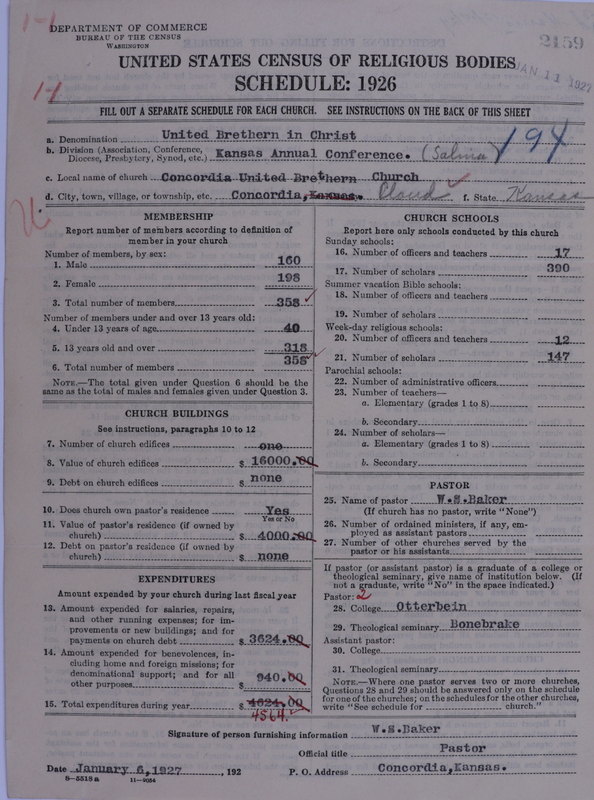 DEPARTMENT OF COMMERCE
BUREAU OF THE CENSUS
WASHINGTON
1-1
2159
JAN 11 1927
UNITED STATES CENSUS OF RELIGIOUS BODIES
SCHEDULE: 1926
1-1
FILL OUT A SEPARATE SCHEDULE FOR EACH CHURCH. SEE INSTRUCTIONS ON THE BACK OF THIS SHEET
a. Denomination United Brethern in Christ
b. Division (Association, Conference, Diocese, Presbytery, Synod, etc.) Kansas Annual Conference. (Salina) 194
c. Local name of church Concordia United Brethern Church
d. City, town, village, or township, etc. Concordia,Kansas. Cloud f. State Kansas
MEMBERSHIP
Report number of members according to definition of
member in your church
Number of members, by sex:
1. Male 160
2. Female 198
3. Total number of members 358
Number of members under and over 13 years old:
4. Under 13 years of age 40
5. 13 years old and over 318
6. Total number of members 358
NOTE.—The total given under Question 6 should be
same as the total of males and females given under Question 3.
CHURCH BUILDINGS
See instructions, paragraphs 10 to 12
7. Number of church edifices one
8. Value of church edifices $ 16000.00
9. Debt on church edifices $ none
10. Does church own pastor's residence Yes
Yes or No
11. Value of pastor's residence (if owned by
church) $ 4000.00
12. Debt on pastor's residence (if owned by
church) $ none
EXPENDITURES
Amount expended by your church during last fiscal year
13. Amount expended for salaries, repairs,
and other running expenses; for im-
provements or new buildings; and for
payments on church debt $ 3624.00
14. Amount expended for benevolences, in-
cluding home and foreign missions; for
denominational support; and for all
other purposes $ 940.00
15. Total expenditures during year $ 4624.00
4564.
CHURCH SCHOOLS
Report here only schools conducted by this church
Sunday schools:
16. Number of officers and teachers 17
17. Number of scholars 390
Summer vacation Bible schools:
18. Number of officers and teachers
19. Number of scholars
Week-day religious schools:
20. Number of officers and teachers 12
21. Number of scholars 147
Parochial schools:
22. Number of administrative officers
23. Number of teachers—
a. Elementary (grades 1 to 8)
b. Secondary
24. Number of scholars—
a. Elementary (grades 1 to 8)
b. Secondary
PASTOR
25. Name of pastor W.S.Baker
(If church has no pastor, write "None")
26. Number of ordained ministers, if any, em-
ployed as assistant pastors
27. Number of other churches served by the
pastor or his assistants
If pastor (or assistant pastor) is a graduate of a college or
theological seminary, give name of institution below. (If
not a graduate, write "No" in the space indicated.)
Pastor: 2
28. College Otterbein
29. Theological seminary Bonebrake
Assistant pastor:
30. College
31. Theological seminary
NOTE.—Where one pastor serves two or more churches,
Questions 28 and 29 should be answered only on the schedule
for one of the churches; on the schedules for the other churches,
write "See schedule for church."
Signature of person furnishing information W.S.Baker
Official title Pastor
Date January 6,1927 , 192 P. O. Address Concordia,Kansas.
8—5518a 11—9054